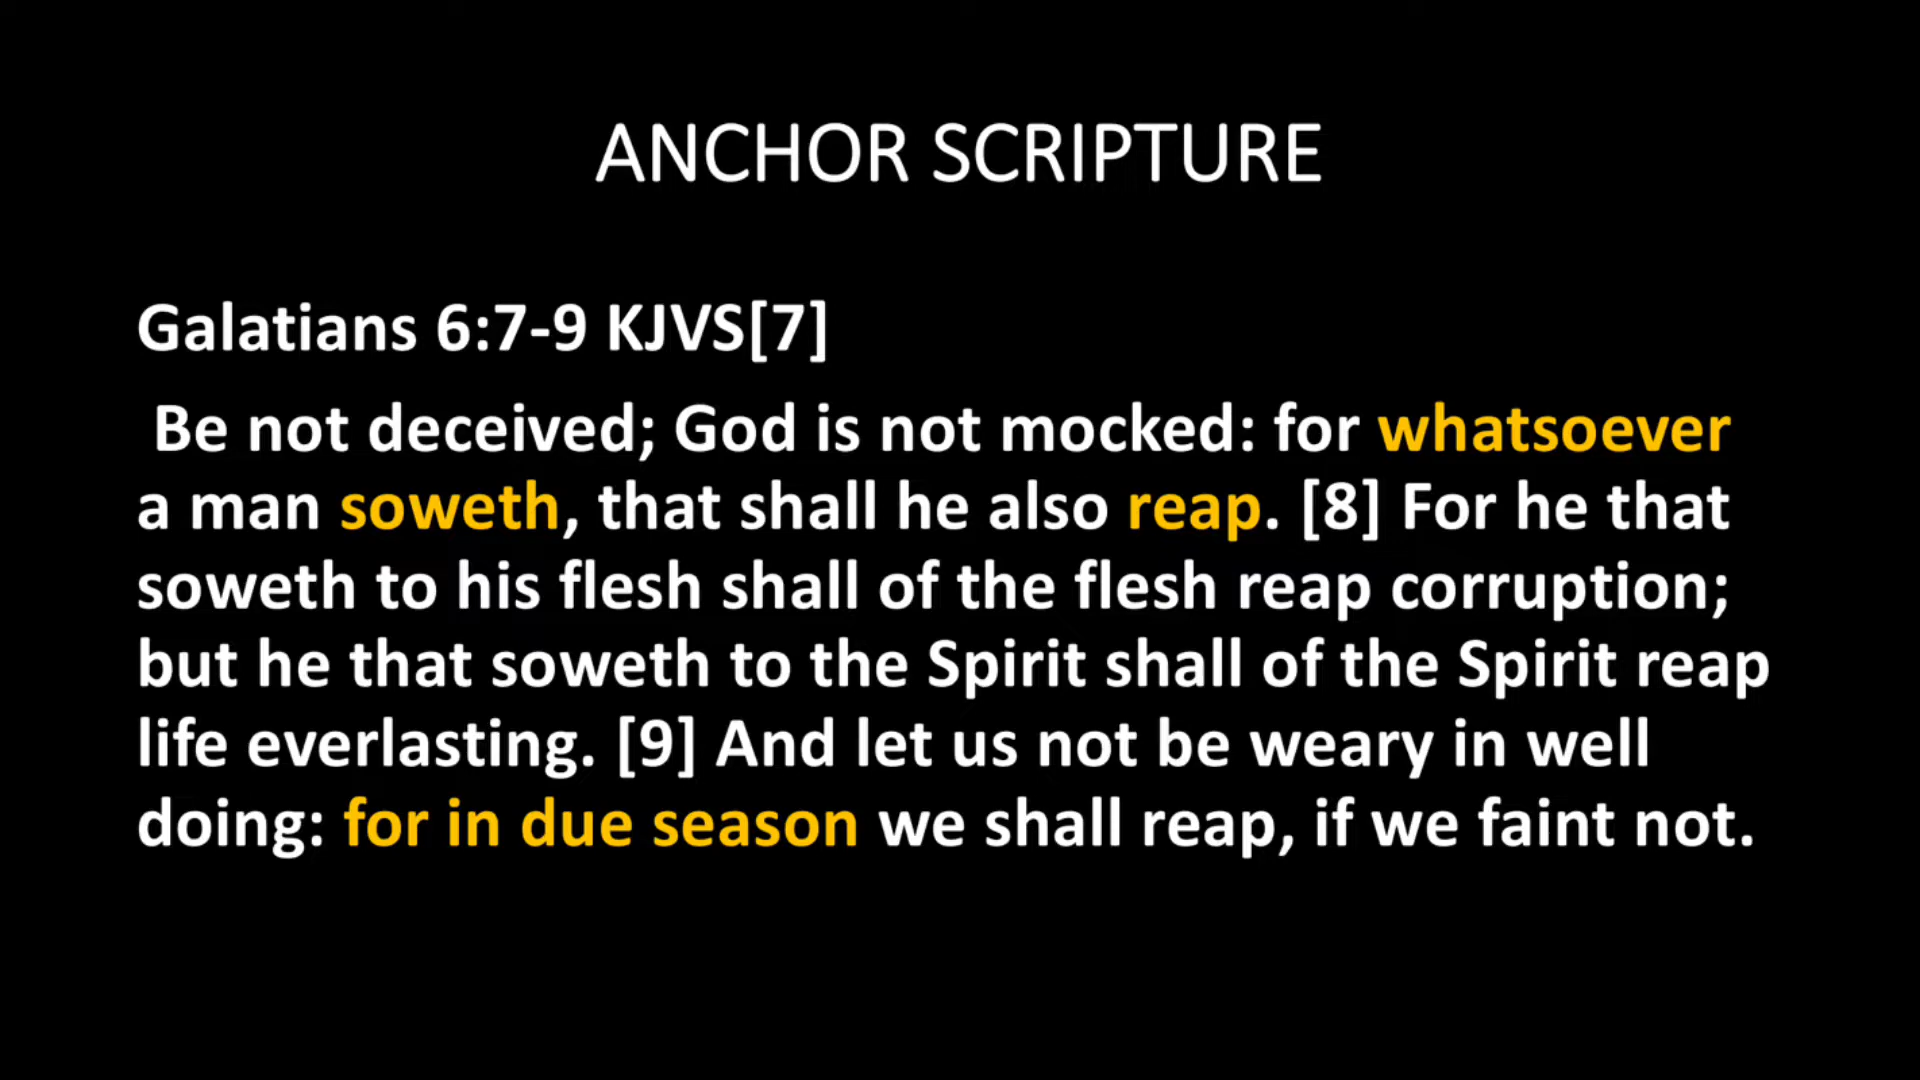 ANCHOR SCRIPTURE
Galatians 6:7-9 KJVS[7]
Be not deceived; God is not mocked: for whatsoever
a man soweth, that shall he also reap. [8] For he that
soweth to his flesh shall of the flesh reap corruption;
but he that soweth to the Spirit shall of the Spirit reap
life everlasting. [9] And let us not be weary in well
doing: for in due season we shall reap, if we faint not.